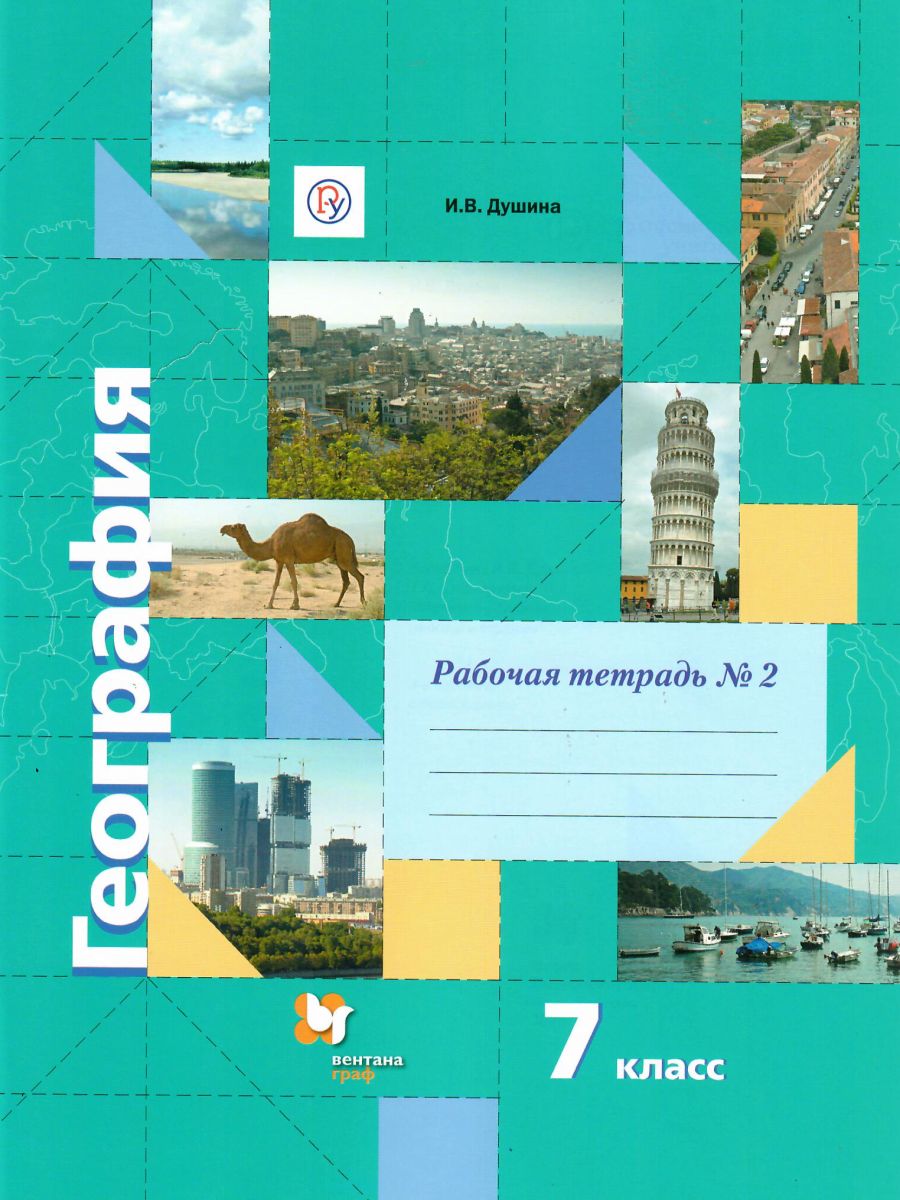 И.В. Душина
География
Рабочая тетрадь № 2
вентана
граф
7 класс